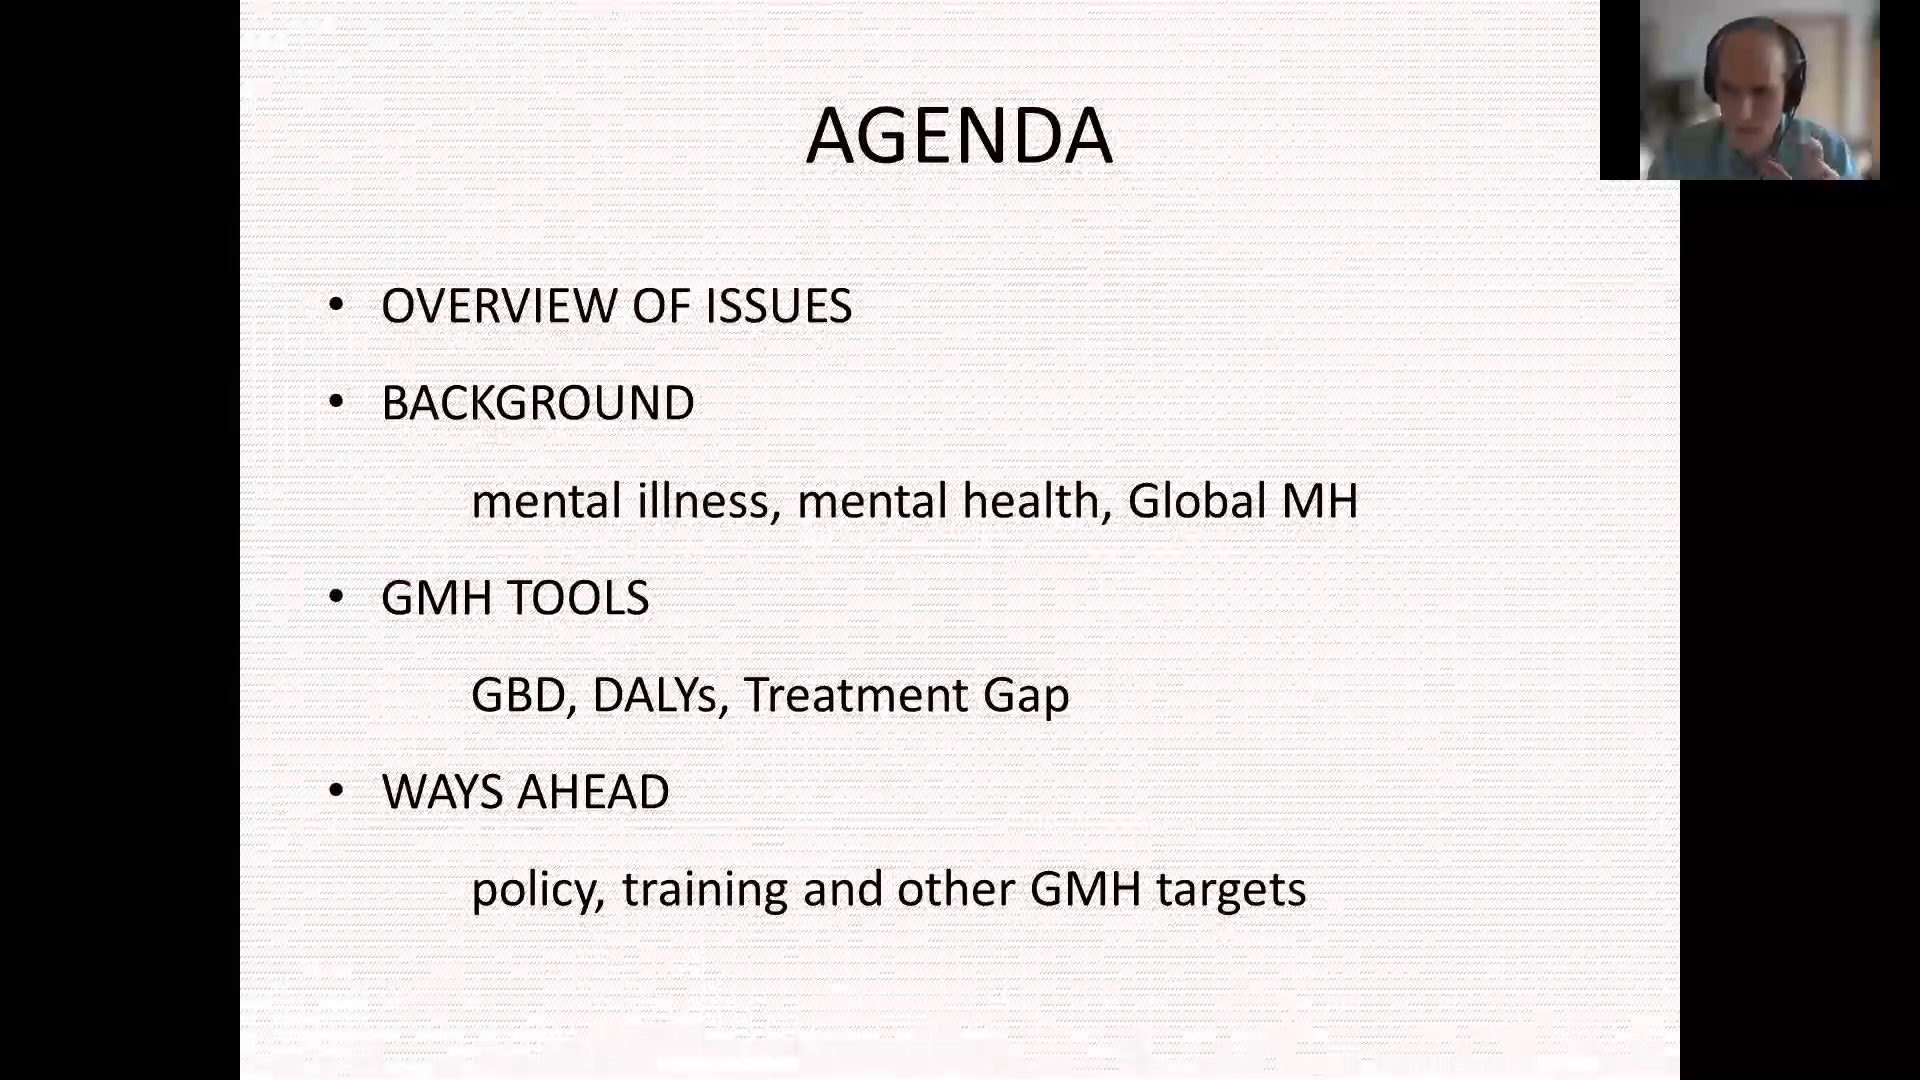 AGENDA
• OVERVIEW OF ISSUES
• BACKGROUND
mental illness, mental health, Global MH
• GMH TOOLS
GBD, DALYs, Treatment Gap
• WAYS AHEAD
policy, training and other GMH targets